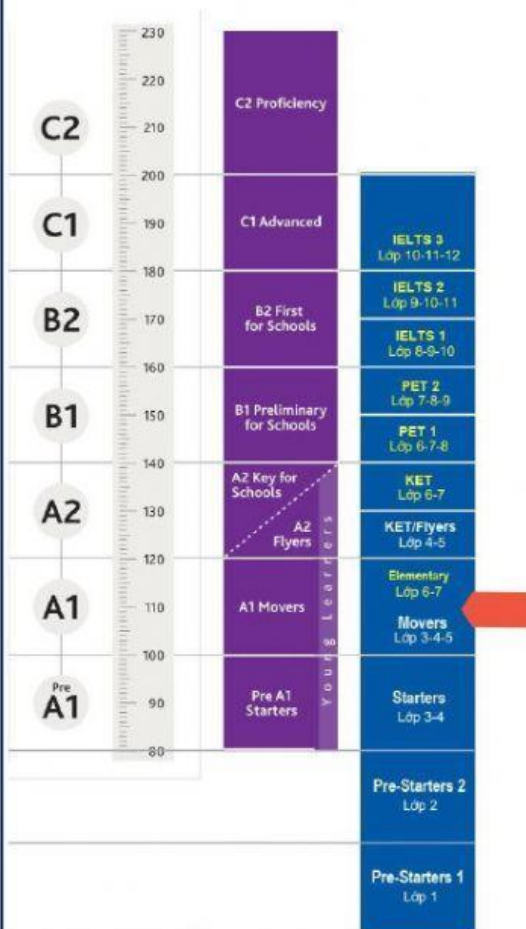 C2
C1
B2
B1
A2
A1
Pre
A1
230
220
210
200
190
180
170
160
150
140
130
120
110
100
90
80
C2 Proficiency
C1 Advanced
B2 First
for Schools
B1 Preliminary
for Schools
A2 Key for
Schools
A2
Flyers
A1 Movers
Pre A1
Starters
Young Learners
IELTS 3
Lớp 10-11-12
IELTS 2
Lớp 9-10-11
IELTS 1
Lớp 8-9-10
PET 2
Lớp 7-8-9
PET 1
Lớp 6-7-8
KET
Lớp 6-7
KET/Flyers
Lớp 4-5
Elementary
Lớp 6-7
Movers
Lớp 3-4-5
Starters
Lớp 3-4
Pre-Starters 2
Lớp 2
Pre-Starters 1
Lớp 1